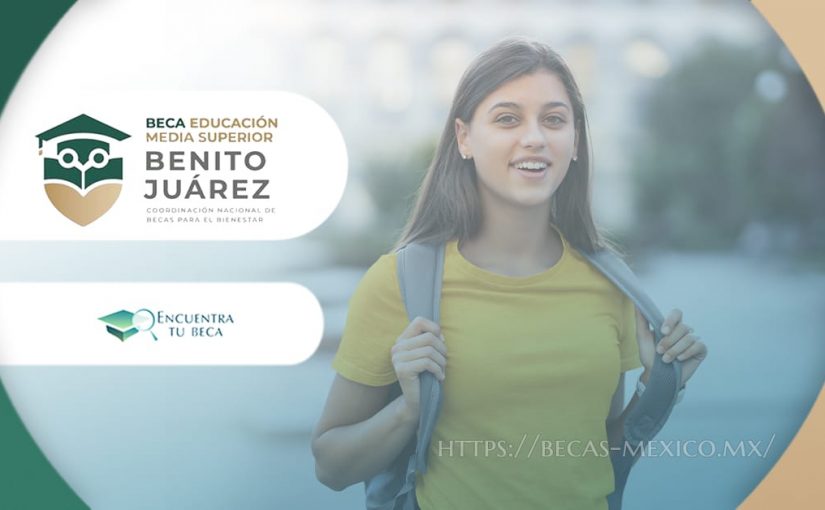 BECA EDUCACIÓN
MEDIA SUPERIOR
BENITO
JUÁREZ
COORDINACIÓN NACIONAL DE
BECAS PARA EL BIENESTAR
ENCUENTRA
TU BECA
HTTPS://BECAS-MEXICO.MX/